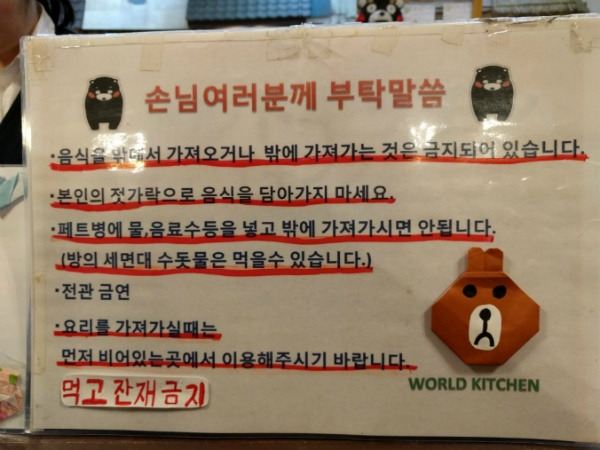 손님여러분께 부탁말씀
·음식을 밖에서 가져오거나 밖에 가져가는 것은 금지되어 있습니다.
·본인의 젓가락으로 음식을 담아가지 마세요.
·페트병에 물,음료수등을 넣고 밖에 가져가시면 안됩니다.
(방의 세면대 수돗물은 먹을수 있습니다.)
·전관 금연
·요리를 가져가실때는
먼저 비어있는곳에서 이용해주시기 바랍니다.
WORLD KITCHEN
먹고 잔재금지